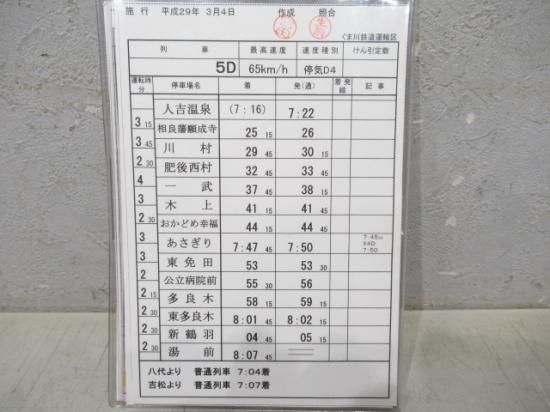 施行 平成29年 3月4日 作成 照合
くま川鉄道運輸区
列車 最高速度 速度種別 けん引定数
5D 65km/h 停気D4
運転時分 停車場名 着 発(通) 着発線 記事
人吉温泉 (7:16) 7:22
3 15
相良藩願成寺 25 15 26
3 45
川村 29 45 30 15
2 30
肥後西村 32 45 33 45
4
一武 37 45 38 15
3
木上 41 15 41 45
2 30
おかどめ幸福 44 15 44 45
3
あさぎり 7:47 45 7:50 7:45 X4D 7:50
3
東免田 53 53 30
2
公立病院前 55 30 56
2 15
多良木 58 15 59 15
2 30
東多良木 8:01 45 8:02 15
2 30
新鶴羽 04 45 05 15
2 30
湯前 8:07 45
八代より 普通列車 7:04着
吉松より 普通列車 7:07着